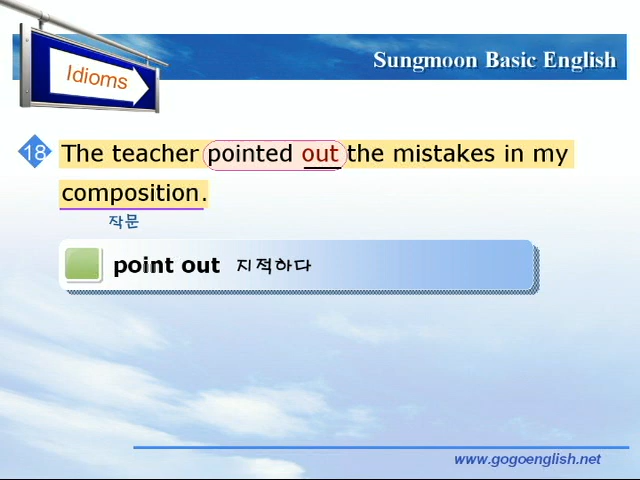 Idioms
Sungmoon Basic English
18 The teacher pointed out the mistakes in my
composition.
작문
point out 지적하다
www.gogoenglish.net